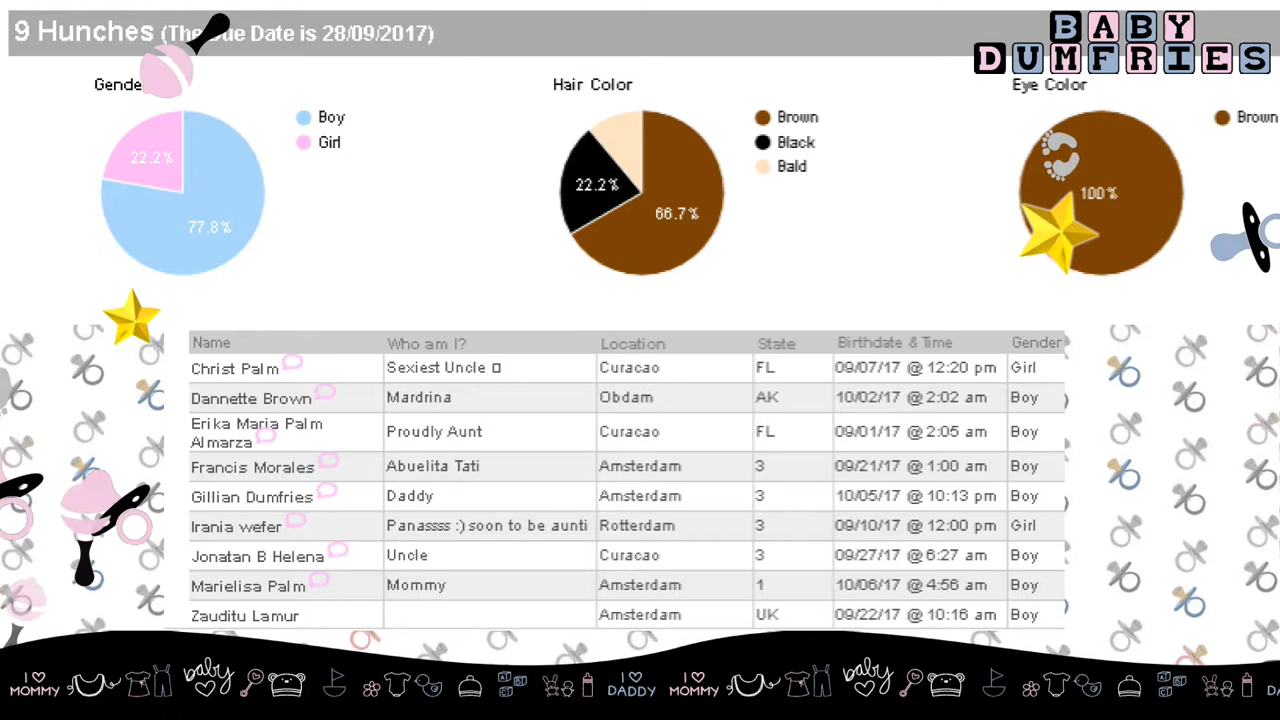 9 Hunches (The Due Date is 28/09/2017)
BABY
DUMFRIES
Gende
Boy
Girl
22.2%
77.8%
Hair Color
Brown
Black
Bald
22.2%
66.7%
Eye Color
Brown
100%
Name Who am I? Location State Birthdate & Time Gender
Christ Palm Sexiest Uncle □ Curacao FL 09/07/17 @ 12:20 pm Girl
Dannette Brown Mardrina Obdam AK 10/02/17 @ 2:02 am Boy
Erika Maria Palm
Almarza Proudly Aunt Curacao FL 09/01/17 @ 2:05 am Boy
Francis Morales Abuelita Tati Amsterdam 3 09/21/17 @ 1:00 am Boy
Gillian Dumfries Daddy Amsterdam 3 10/05/17 @ 10:13 pm Boy
Irania wefer Panassss :) soon to be aunti Rotterdam 3 09/10/17 @ 12:00 pm Girl
Jonatan B Helena Uncle Curacao 3 09/27/17 @ 6:27 am Boy
Marielisa Palm Mommy Amsterdam 1 10/06/17 @ 4:56 am Boy
Zauditu Lamur Amsterdam UK 09/22/17 @ 10:16 am Boy
I ♡
MOMMY
baby
I ♡
DADDY
I ♡
MOMMY
baby